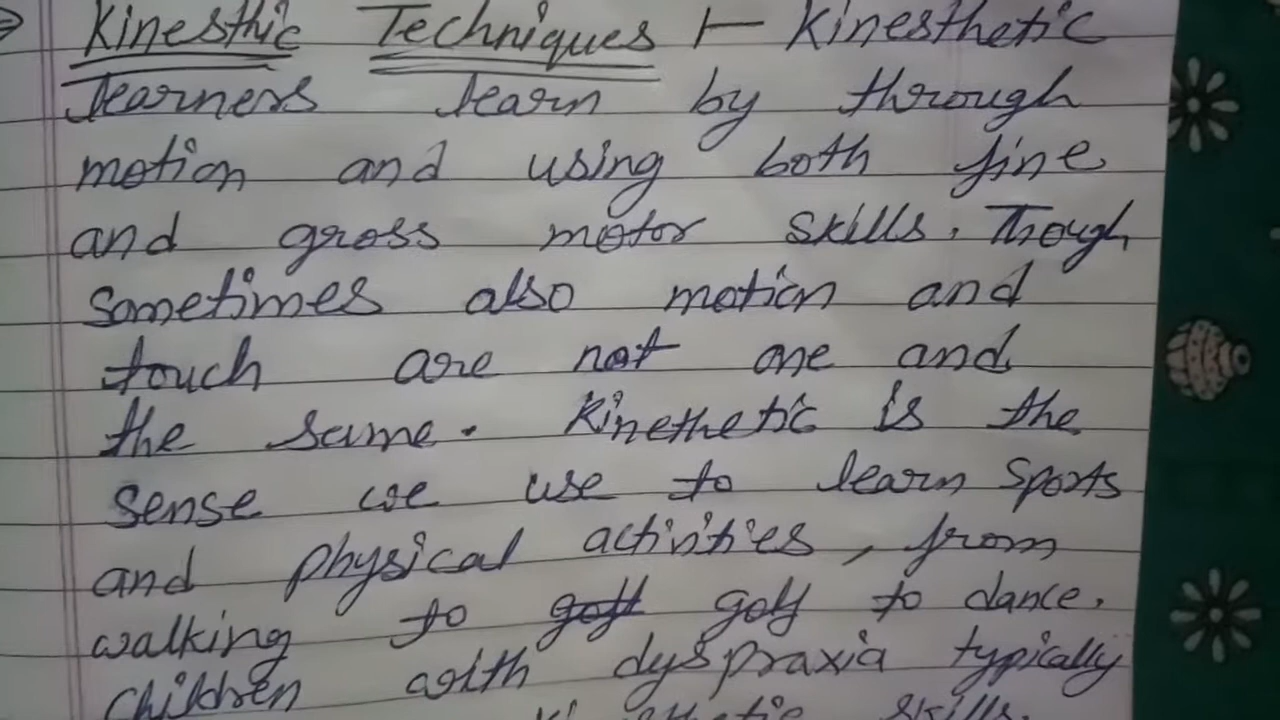 Kinesthic Techniques :- Kinesthetic
learners learn by through
motion and using both fine
and gross motor skills. Though
sometimes also motion and
touch are not one and
the same. Kinethetic is the
sense we use to learn sports
and physical activities, from
walking to golf golf to dance.
Children with dyspraxia typically
skills.